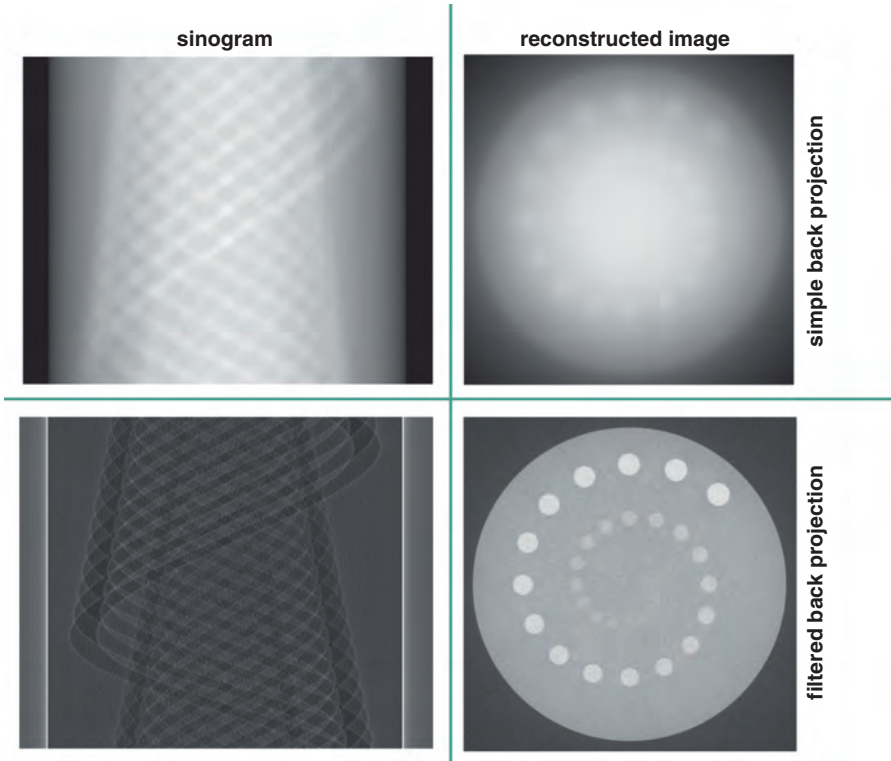 sinogram
reconstructed image
simple back projection
filtered back projection